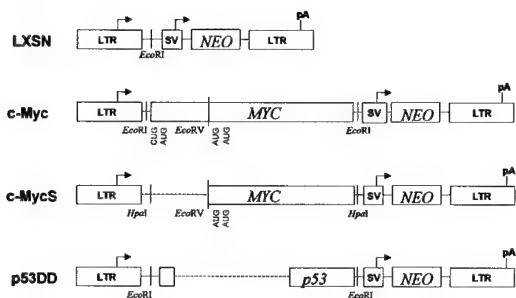 pA
LXSN LTR SV NEO LTR
EcoRI
pA
c-Myc LTR MYC SV NEO LTR
EcoRI EcoRV EcoRI
CUG AUG AUG AUG
pA
c-MycS LTR MYC SV NEO LTR
HpaI EcoRV HpaI
AUG AUG
pA
p53DD LTR p53 SV NEO LTR
EcoRI EcoRI